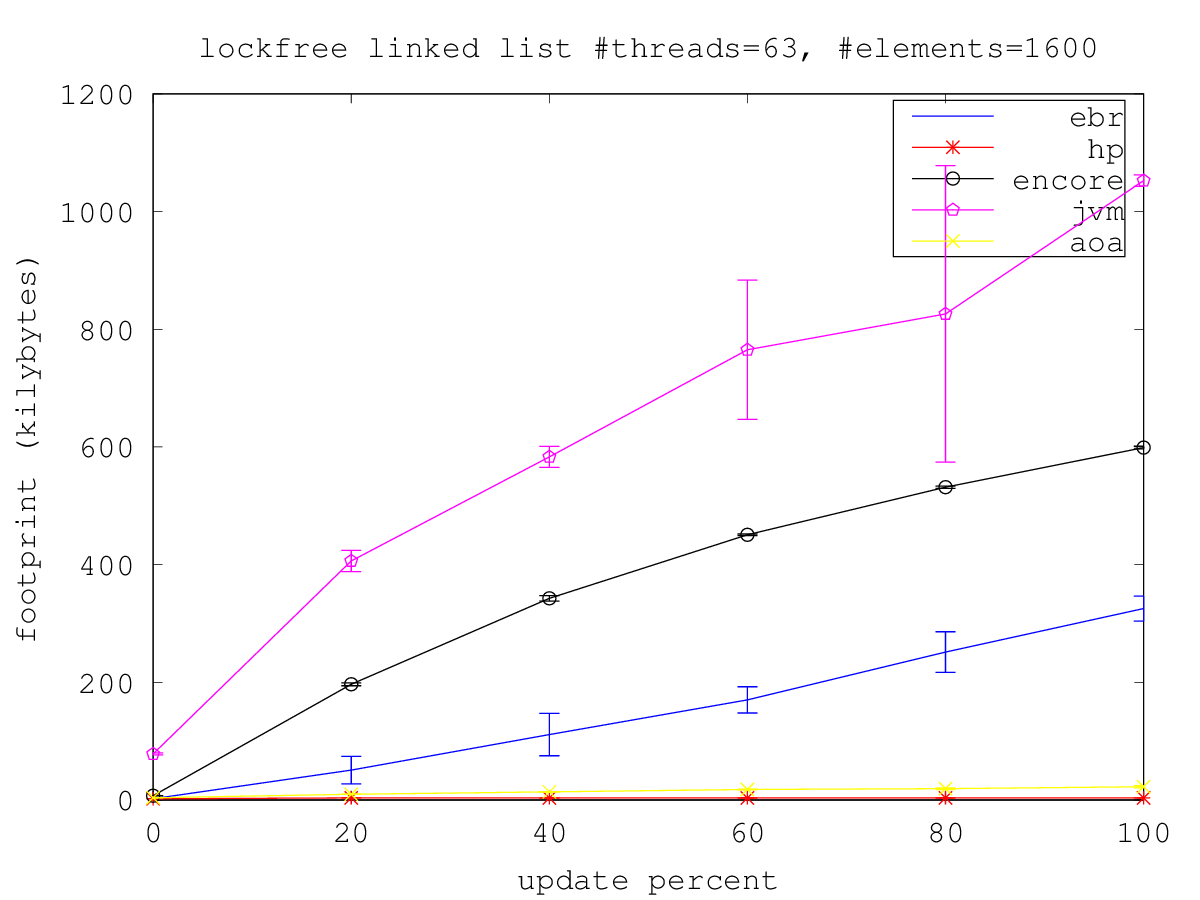 lockfree linked list #threads=63, #elements=1600
1200
1000
800
600
400
200
0
footprint (kilybytes)
ebr
hp
encore
jvm
aoa
0 20 40 60 80 100
update percent